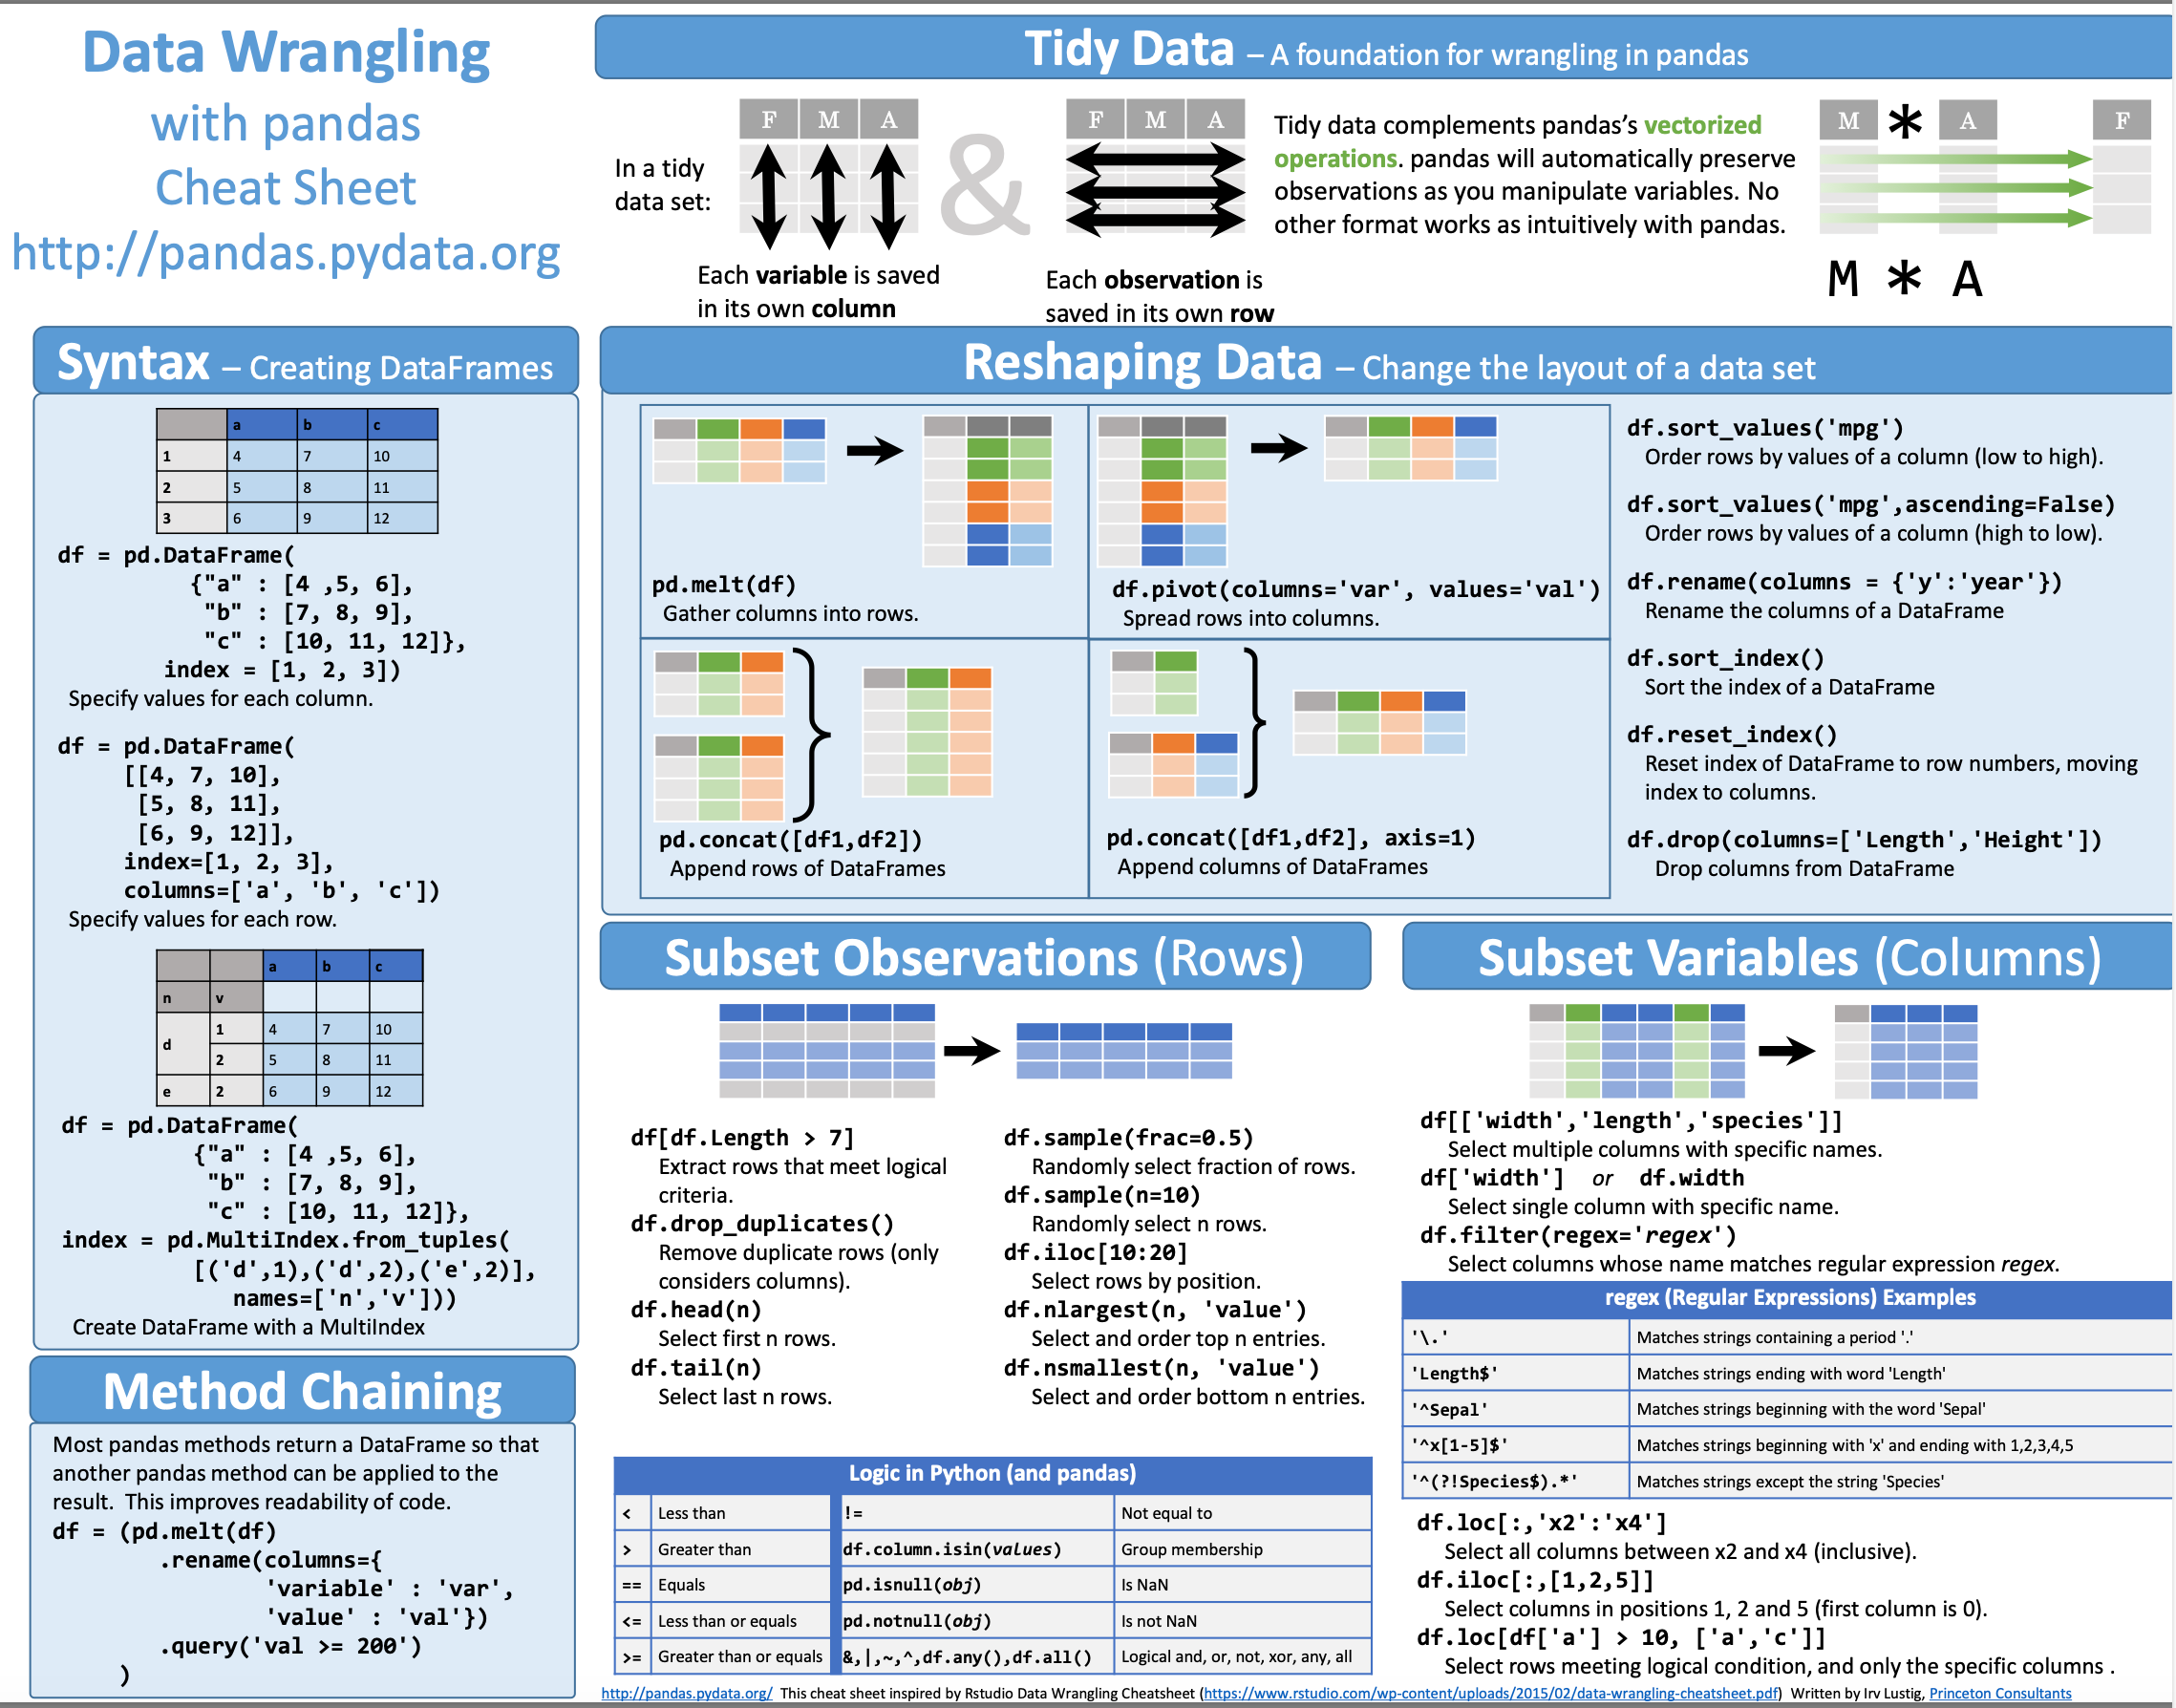 Data Wrangling
with pandas
Cheat Sheet
http://pandas.pydata.org
Tidy Data – A foundation for wrangling in pandas
In a tidy
data set:
F M A
Each variable is saved
in its own column
&
F M A
Each observation is
saved in its own row
Tidy data complements pandas's vectorized
operations. pandas will automatically preserve
observations as you manipulate variables. No
other format works as intuitively with pandas.
M * A F
M * A
Syntax – Creating DataFrames
a b c
1 4 7 10
2 5 8 11
3 6 9 12
df = pd.DataFrame(
{"a" : [4 ,5, 6],
"b" : [7, 8, 9],
"c" : [10, 11, 12]},
index = [1, 2, 3])
Specify values for each column.
df = pd.DataFrame(
[[4, 7, 10],
[5, 8, 11],
[6, 9, 12]],
index=[1, 2, 3],
columns=['a', 'b', 'c'])
Specify values for each row.
a b c
n v
d 1 4 7 10
2 5 8 11
e 2 6 9 12
df = pd.DataFrame(
{"a" : [4 ,5, 6],
"b" : [7, 8, 9],
"c" : [10, 11, 12]},
index = pd.MultiIndex.from_tuples(
[('d',1),('d',2),('e',2)],
names=['n','v']))
Create DataFrame with a MultiIndex
Method Chaining
Most pandas methods return a DataFrame so that
another pandas method can be applied to the
result. This improves readability of code.
df = (pd.melt(df)
.rename(columns={
'variable' : 'var',
'value' : 'val'})
.query('val >= 200')
)
Reshaping Data – Change the layout of a data set
pd.melt(df)
Gather columns into rows.
df.pivot(columns='var', values='val')
Spread rows into columns.
pd.concat([df1,df2])
Append rows of DataFrames
pd.concat([df1,df2], axis=1)
Append columns of DataFrames
df.sort_values('mpg')
Order rows by values of a column (low to high).
df.sort_values('mpg',ascending=False)
Order rows by values of a column (high to low).
df.rename(columns = {'y':'year'})
Rename the columns of a DataFrame
df.sort_index()
Sort the index of a DataFrame
df.reset_index()
Reset index of DataFrame to row numbers, moving
index to columns.
df.drop(columns=['Length','Height'])
Drop columns from DataFrame
Subset Observations (Rows)
df[df.Length > 7]
Extract rows that meet logical
criteria.
df.drop_duplicates()
Remove duplicate rows (only
considers columns).
df.head(n)
Select first n rows.
df.tail(n)
Select last n rows.
df.sample(frac=0.5)
Randomly select fraction of rows.
df.sample(n=10)
Randomly select n rows.
df.iloc[10:20]
Select rows by position.
df.nlargest(n, 'value')
Select and order top n entries.
df.nsmallest(n, 'value')
Select and order bottom n entries.
Logic in Python (and pandas)
< Less than != Not equal to
> Greater than df.column.isin(values) Group membership
== Equals pd.isnull(obj) Is NaN
<= Less than or equals pd.notnull(obj) Is not NaN
>= Greater than or equals &,|,~,^,df.any(),df.all() Logical and, or, not, xor, any, all
Subset Variables (Columns)
df[['width','length','species']]
Select multiple columns with specific names.
df['width'] or df.width
Select single column with specific name.
df.filter(regex='regex')
Select columns whose name matches regular expression regex.
regex (Regular Expressions) Examples
'\.' Matches strings containing a period '.'
'Length$' Matches strings ending with word 'Length'
'^Sepal' Matches strings beginning with the word 'Sepal'
'^x[1-5]$' Matches strings beginning with 'x' and ending with 1,2,3,4,5
'^(?!Species$).*' Matches strings except the string 'Species'
df.loc[:,'x2':'x4']
Select all columns between x2 and x4 (inclusive).
df.iloc[:,[1,2,5]]
Select columns in positions 1, 2 and 5 (first column is 0).
df.loc[df['a'] > 10, ['a','c']]
Select rows meeting logical condition, and only the specific columns .
http://pandas.pydata.org/ This cheat sheet inspired by Rstudio Data Wrangling Cheatsheet (https://www.rstudio.com/wp-content/uploads/2015/02/data-wrangling-cheatsheet.pdf) Written by Irv Lustig, Princeton Consultants